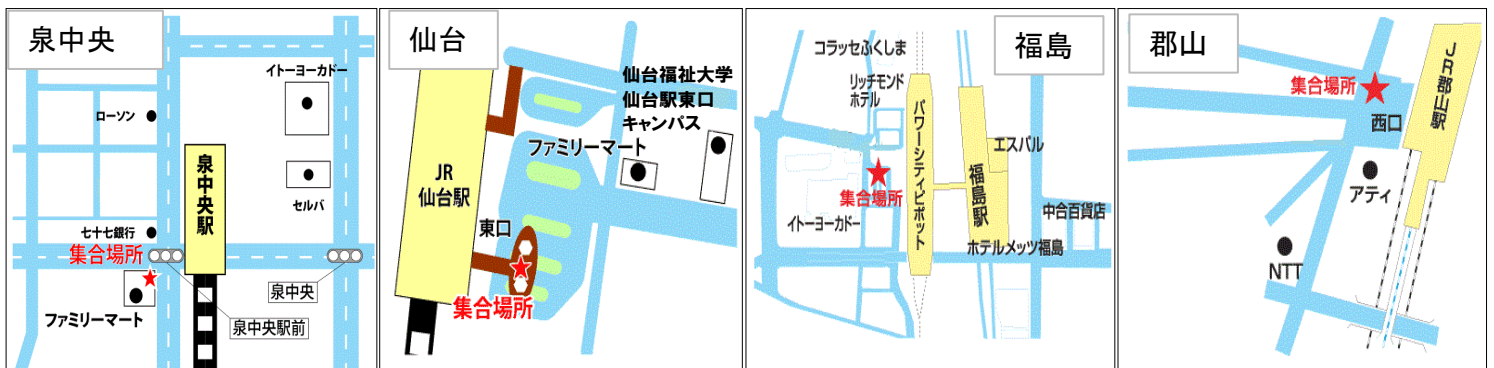 泉中央
イトーヨーカドー
ローソン
泉中央駅
セルバ
七十七銀行
集合場所
泉中央
ファミリーマート
泉中央駅前
仙台
仙台福祉大学
仙台駅東口
キャンパス
ファミリーマート
JR
仙台駅
東口
集合場所
福島
コラッセふくしま
リッチモンド
ホテル
パワーシティピボット
エスパル
福島駅
集合場所
イトーヨーカドー
中合百貨店
ホテルメッツ福島
郡山
JR郡山駅
集合場所
西口
アティ
NTT